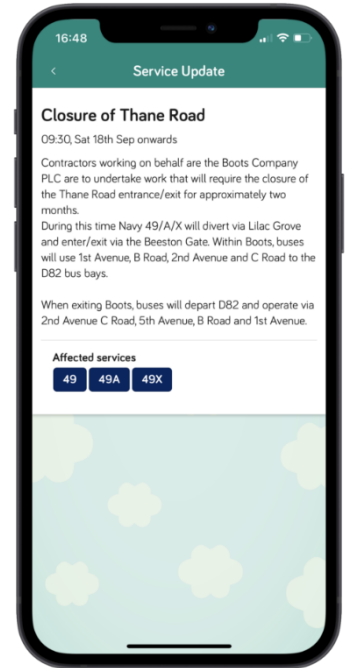 16:48
Service Update
Closure of Thane Road
09:30, Sat 18th Sep onwards
Contractors working on behalf are the Boots Company
PLC are to undertake work that will require the closure of
the Thane Road entrance/exit for approximately two
months.
During this time Navy 49/A/X will divert via Lilac Grove
and enter/exit via the Beeston Gate. Within Boots, buses
will use 1st Avenue, B Road, 2nd Avenue and C Road to the
D82 bus bays.
When exiting Boots, buses will depart D82 and operate via
2nd Avenue C Road, 5th Avenue, B Road and 1st Avenue.
Affected services
49 49A 49X